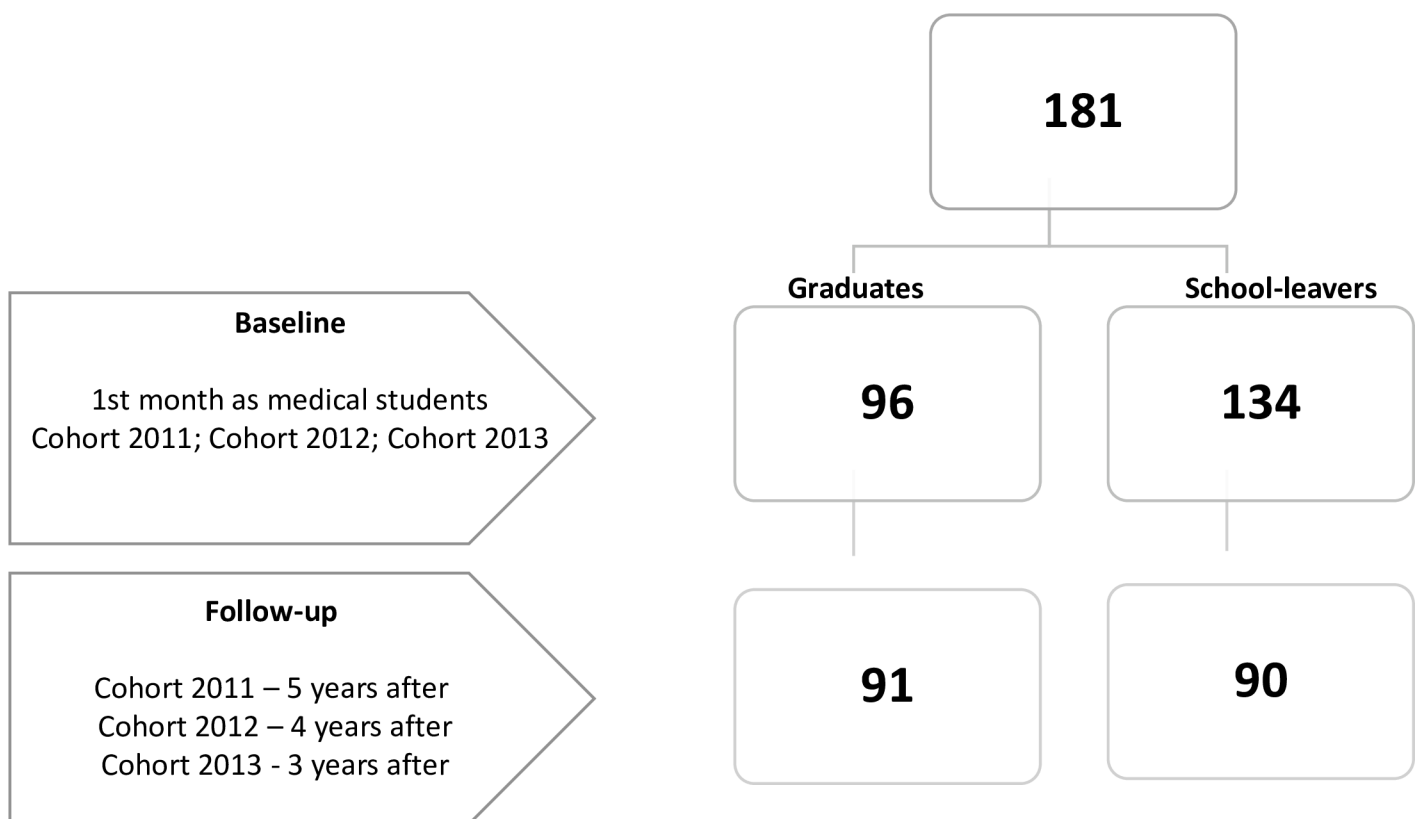 181
Graduates
School-leavers
Baseline
1st month as medical students
Cohort 2011; Cohort 2012; Cohort 2013
96
134
Follow-up
Cohort 2011 – 5 years after
Cohort 2012 – 4 years after
Cohort 2013 - 3 years after
91
90